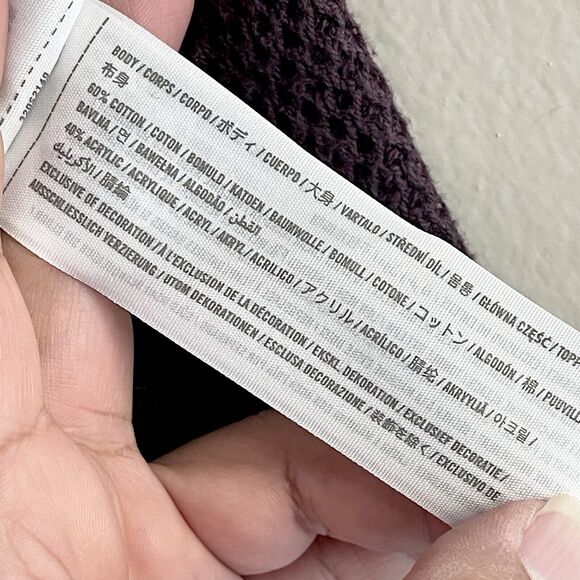 BODY / CORPS / CORPO / ボディ / CUERPO / 大身 / VARTALO / STŘEDNÍ DÍL / 몸통 / GŁÓWNA CZĘŚĆ / TOP
布身
60% COTTON / COTON / BOMULD / KATOEN / BAUMWOLLE / BOMULL / COTONE / コットン / ALGODÓN / 棉 / PUUVILLA
BAVLNA / 면 / BAWEŁNA / ALGODÃO / القطن
40% ACRYLIC / ACRYLIQUE / ACRYL / AKRYL / ACRILICO / アクリル / ACRÍLICO / 腈纶 / AKRYYLIÄ / 아크릴 /
الأكريليك / 腈綸
EXCLUSIVE OF DECORATION / À L'EXCLUSION DE LA DÉCORATION / EKSKL. DEKORATION / EXCLUSIEF DECORATIE /
AUSSCHLIESSLICH VERZIERUNG / UTOM DEKORATIONEN / ESCLUSA DECORAZIONE / 装飾を除く / EXCLUSIVO DE